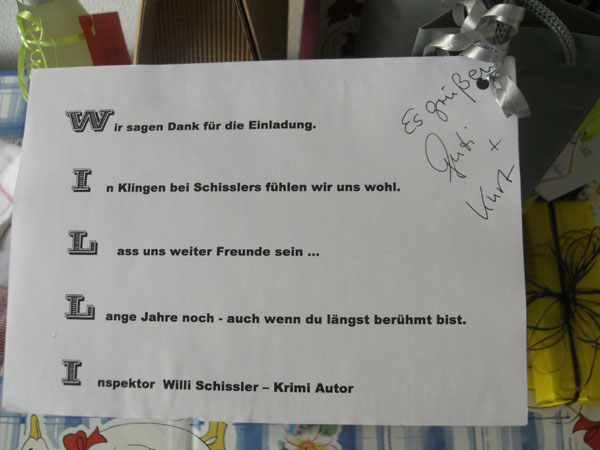 Wir sagen Dank für die Einladung.
In Klingen bei Schisslers fühlen wir uns wohl.
Lass uns weiter Freunde sein ...
Lange Jahre noch - auch wenn du längst berühmt bist.
Inspektor Willi Schissler – Krimi Autor
Es grüßen
+
Kurt